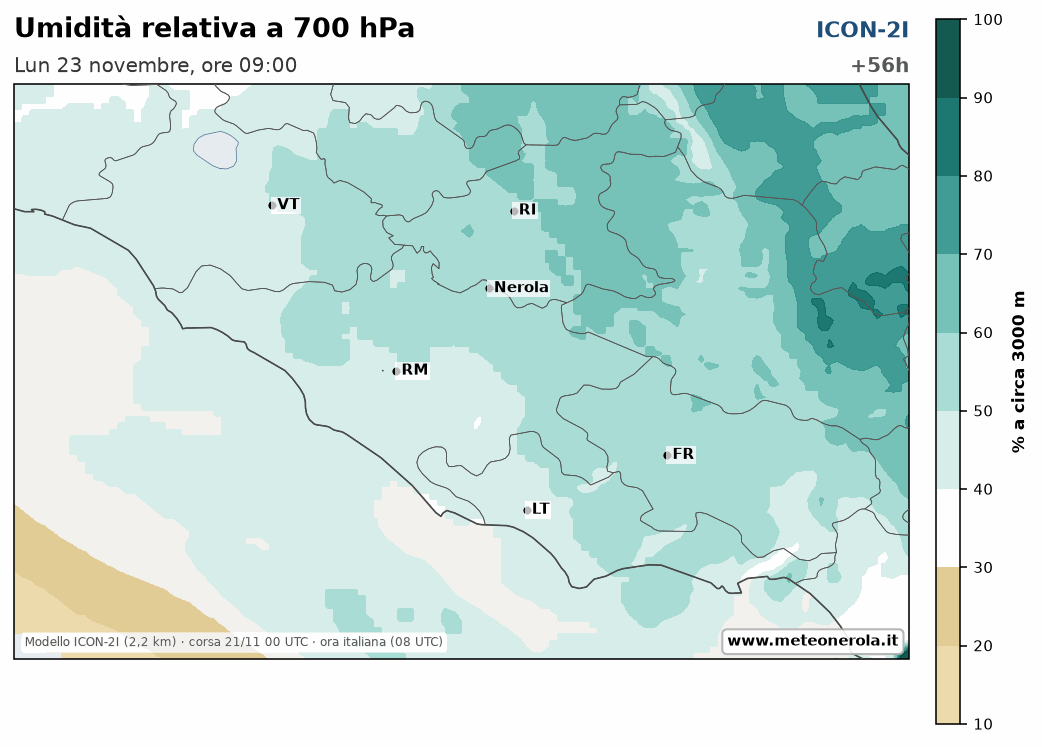 Umidità relativa a 700 hPa
ICON-2I
Lun 23 novembre, ore 09:00
+56h
100
90
80
70
60
50
40
30
20
10
% a circa 3000 m
VT
RI
Nerola
RM
FR
LT
Modello ICON-2I (2,2 km) · corsa 21/11 00 UTC · ora italiana (08 UTC)
www.meteonerola.it